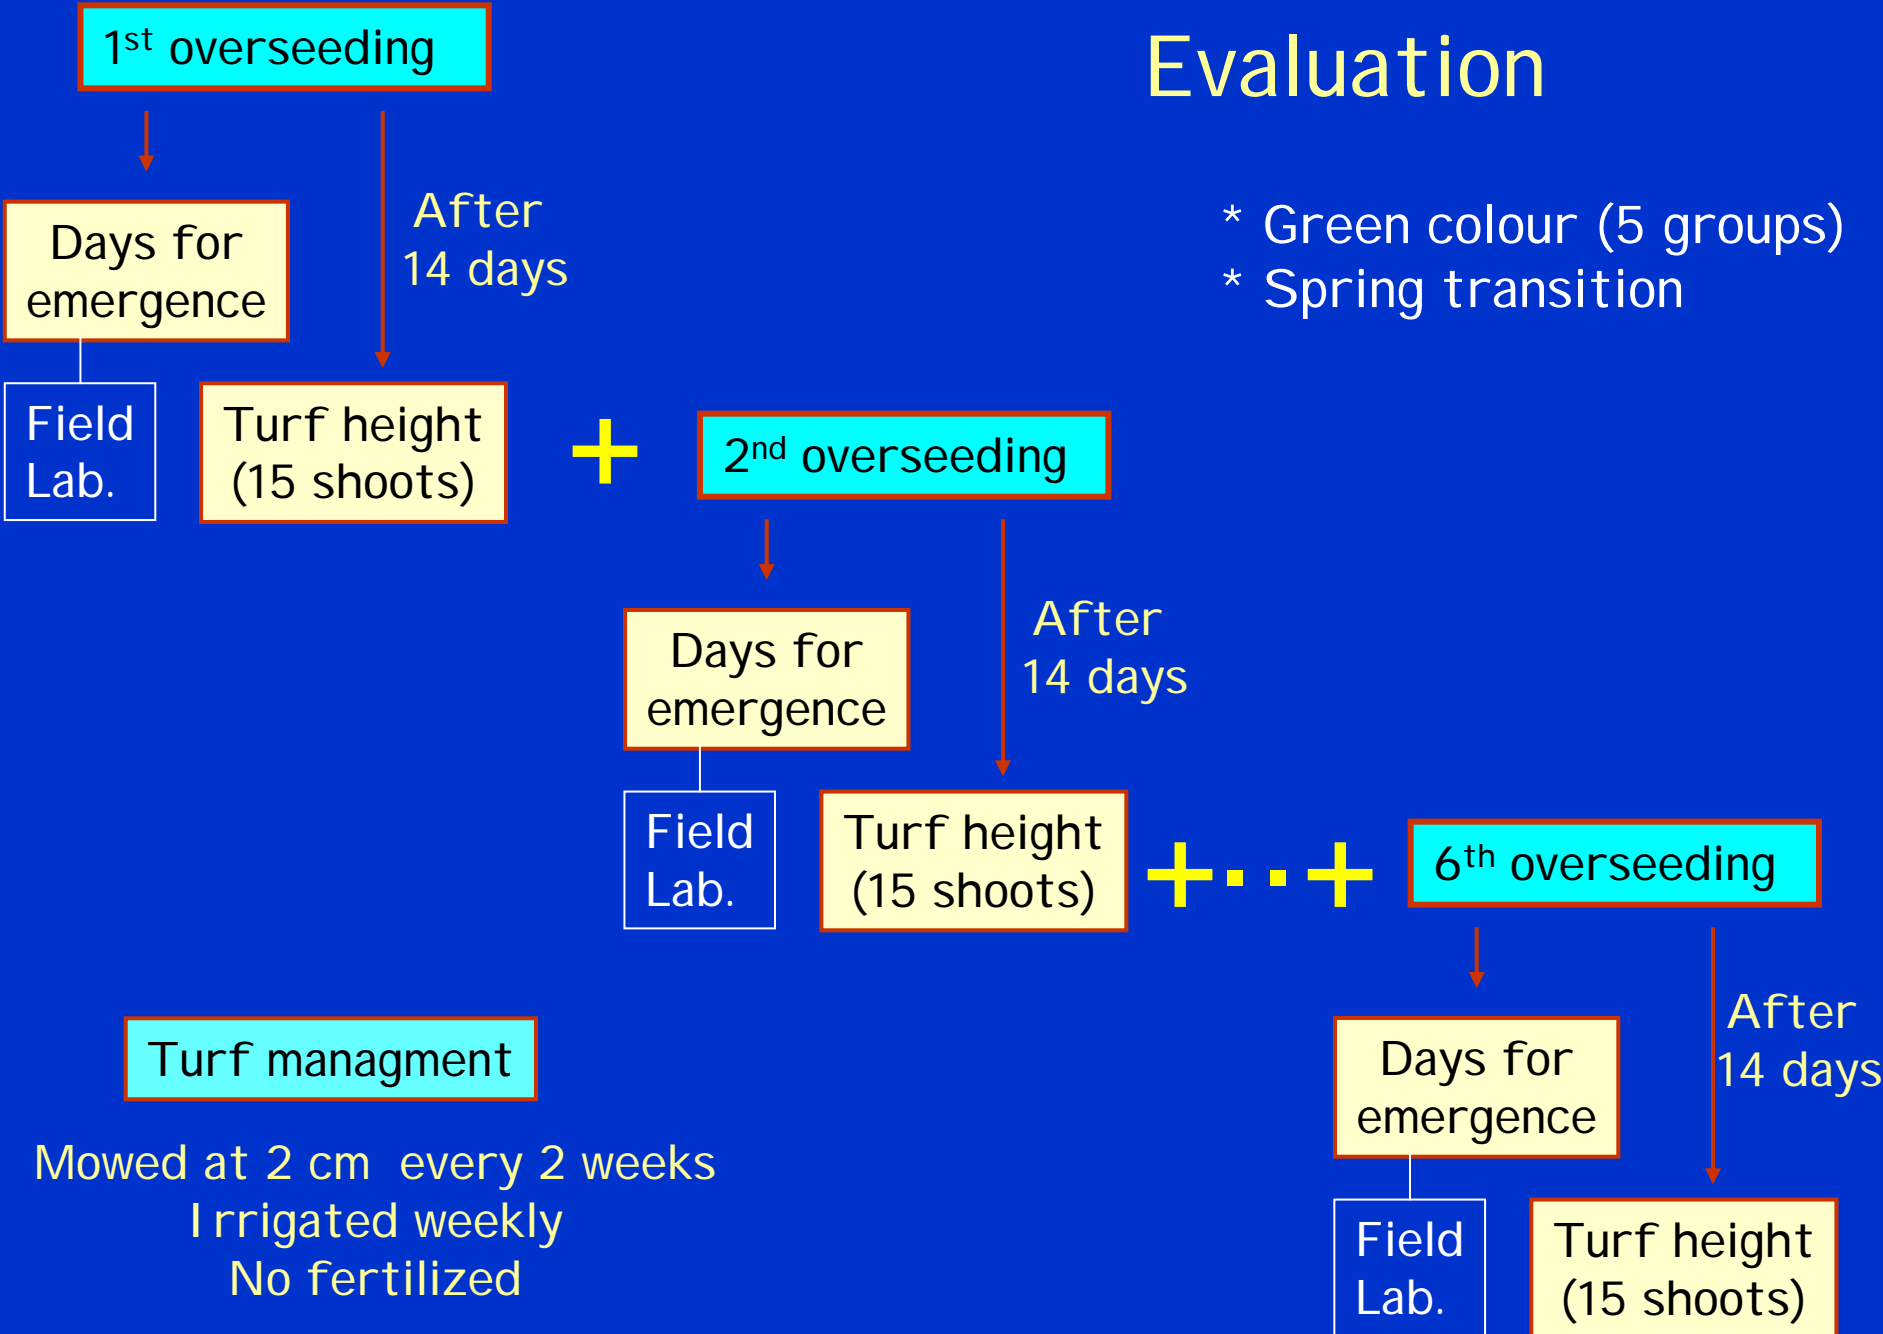 1st overseeding
Evaluation
Days for
emergence
After
14 days
* Green colour (5 groups)
* Spring transition
Field
Lab.
Turf height
(15 shoots)
+
2nd overseeding
Days for
emergence
After
14 days
Field
Lab.
Turf height
(15 shoots)
+..+
6th overseeding
Days for
emergence
After
14 days
Field
Lab.
Turf height
(15 shoots)
Turf managment
Mowed at 2 cm every 2 weeks
Irrigated weekly
No fertilized